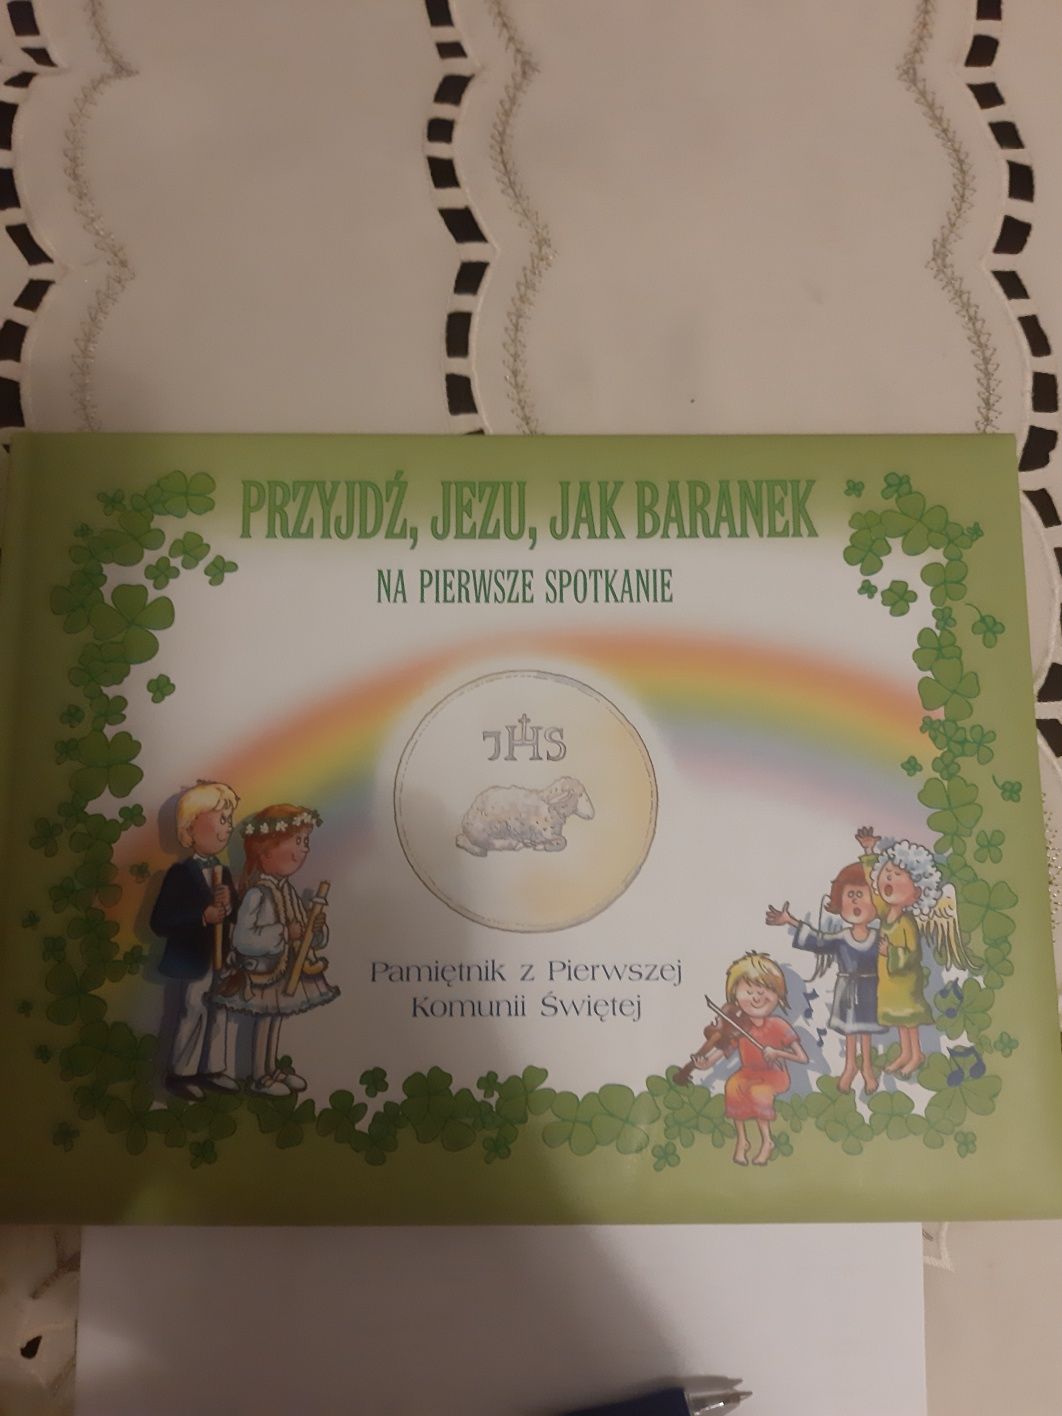 PRZYJDŹ, JEZU, JAK BARANEK
NA PIERWSZE SPOTKANIE
JHS
Pamiętnik z Pierwszej
Komunii Świętej